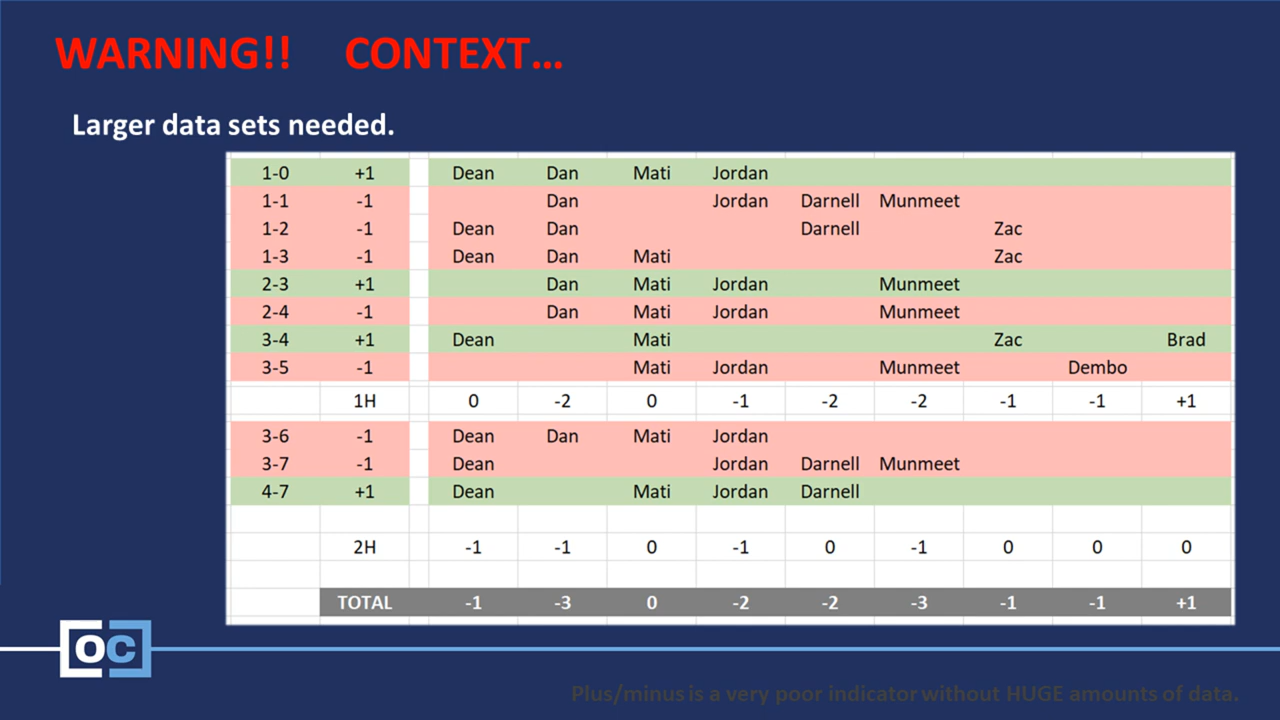 WARNING!! CONTEXT...
Larger data sets needed.
1-0 +1 Dean Dan Mati Jordan
1-1 -1 Dan Jordan Darnell Munmeet
1-2 -1 Dean Dan Darnell Zac
1-3 -1 Dean Dan Mati Zac
2-3 +1 Dan Mati Jordan Munmeet
2-4 -1 Dan Mati Jordan Munmeet
3-4 +1 Dean Mati Zac Brad
3-5 -1 Mati Jordan Munmeet Dembo
1H 0 -2 0 -1 -2 -2 -1 -1 +1
3-6 -1 Dean Dan Mati Jordan
3-7 -1 Dean Jordan Darnell Munmeet
4-7 +1 Dean Mati Jordan Darnell
2H -1 -1 0 -1 0 -1 0 0 0
TOTAL -1 -3 0 -2 -2 -3 -1 -1 +1
OC
Plus/minus is a very poor indicator without HUGE amounts of data.